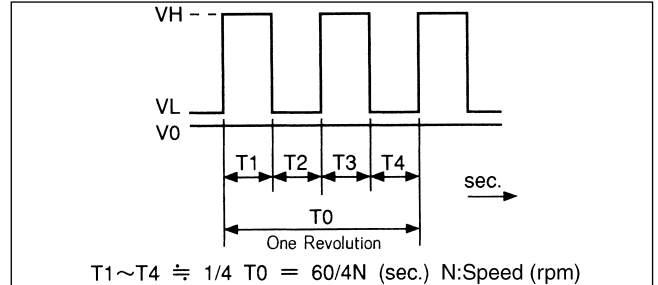 VH
VL
V0
T1 T2 T3 T4
sec.
T0
One Revolution
T1~T4 ≒ 1/4 T0 = 60/4N (sec.) N:Speed (rpm)